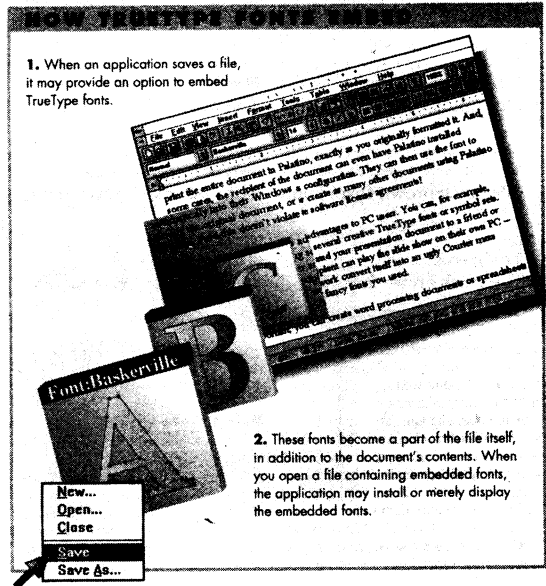 HOW TRUETYPE FONTS EMBED
1. When an application saves a file,
it may provide an option to embed
TrueType fonts.
File Edit View Insert Format Tools Table Window Help
Normal Baskerville 14
print the entire document in Palatino, exactly as you originally formatted it. And,
some cases, the recipient of the document can even have Palatino installed
into their Windows configuration. They can then use the font to
document, or create as many other documents using Palatino
doesn't violate software license agreements!
advantages to PC users. You can, for example,
several creative TrueType fonts or symbol sets.
send your presentation document to a friend or
can play the slide show on their own PC —
work convert itself into an ugly Courier mess
fancy fonts you used.
you can create word processing documents or spreadsheets
C
B
Font:Baskerville
A
2. These fonts become a part of the file itself,
in addition to the document's contents. When
you open a file containing embedded fonts,
the application may install or merely display
the embedded fonts.
New...
Open...
Close
Save
Save As...